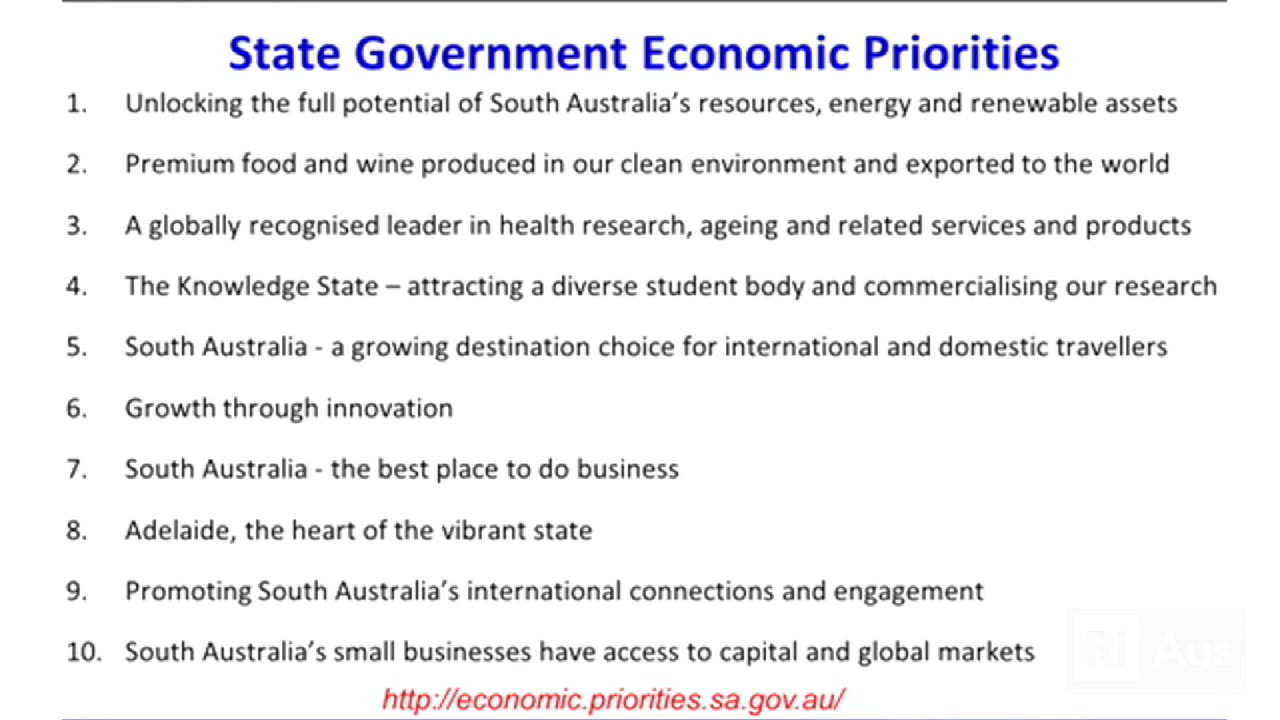 State Government Economic Priorities
1. Unlocking the full potential of South Australia's resources, energy and renewable assets
2. Premium food and wine produced in our clean environment and exported to the world
3. A globally recognised leader in health research, ageing and related services and products
4. The Knowledge State – attracting a diverse student body and commercialising our research
5. South Australia - a growing destination choice for international and domestic travellers
6. Growth through innovation
7. South Australia - the best place to do business
8. Adelaide, the heart of the vibrant state
9. Promoting South Australia's international connections and engagement
10. South Australia's small businesses have access to capital and global markets
Ri Aus
http://economic.priorities.sa.gov.au/